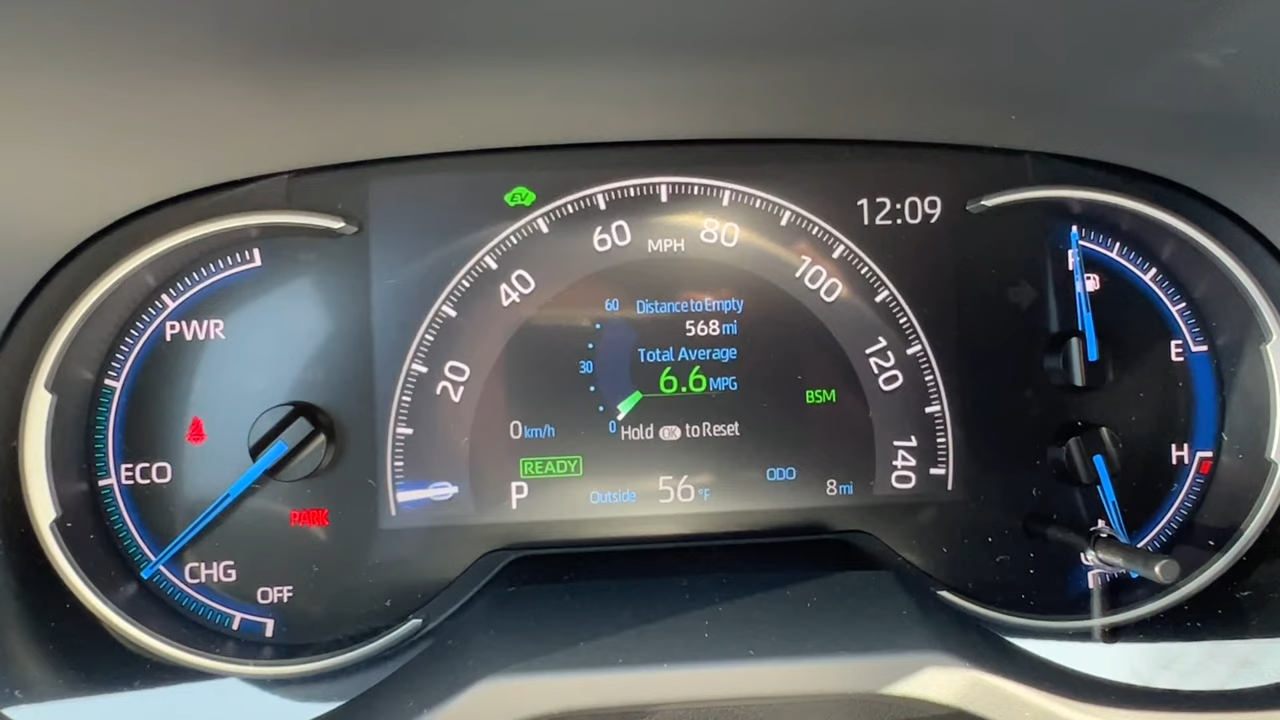 EV
12:09
60
MPH
80
40
100
20
120
140
PWR
ECO
CHG
OFF
PARK
60
Distance to Empty
568 mi
30
Total Average
6.6 MPG
0
Hold OK to Reset
BSM
0 km/h
READY
P
Outside 56 °F
ODO
8 mi
F
E
H